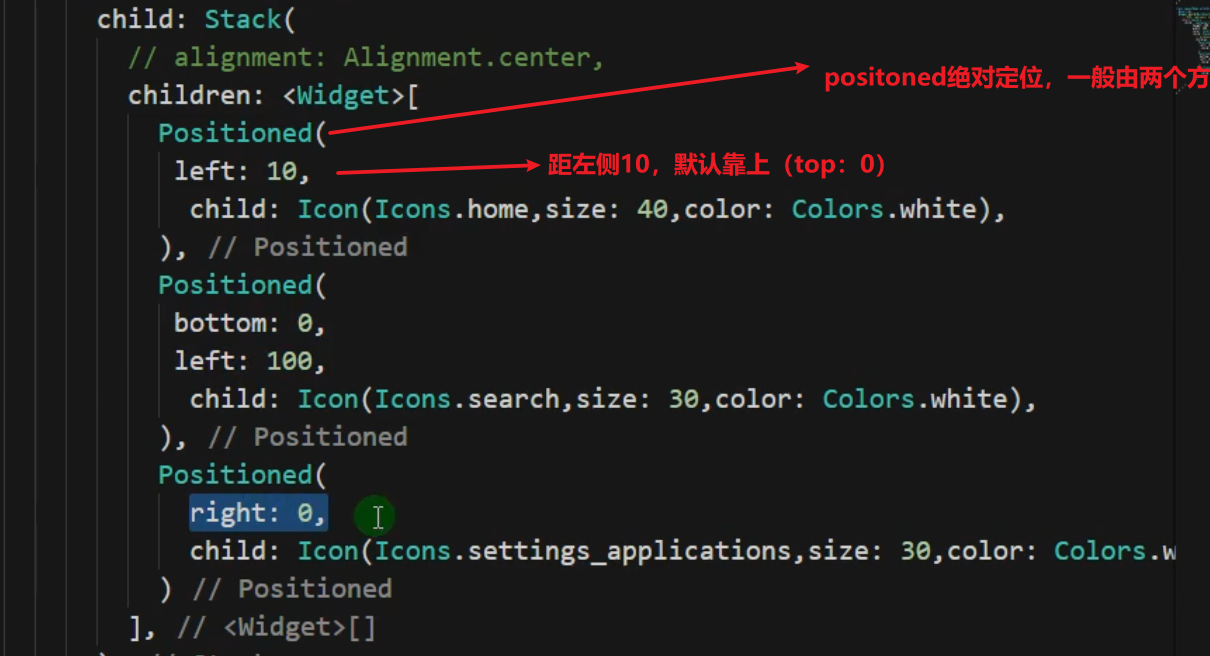 child: Stack(
// alignment: Alignment.center,
positoned绝对定位，一般由两个方
children: <Widget>[
Positioned(
left: 10,
距左侧10，默认靠上（top：0）
child: Icon(Icons.home,size: 40,color: Colors.white),
), // Positioned
Positioned(
bottom: 0,
left: 100,
child: Icon(Icons.search,size: 30,color: Colors.white),
), // Positioned
Positioned(
right: 0,
child: Icon(Icons.settings_applications,size: 30,color: Colors.w
) // Positioned
], // <Widget>[]